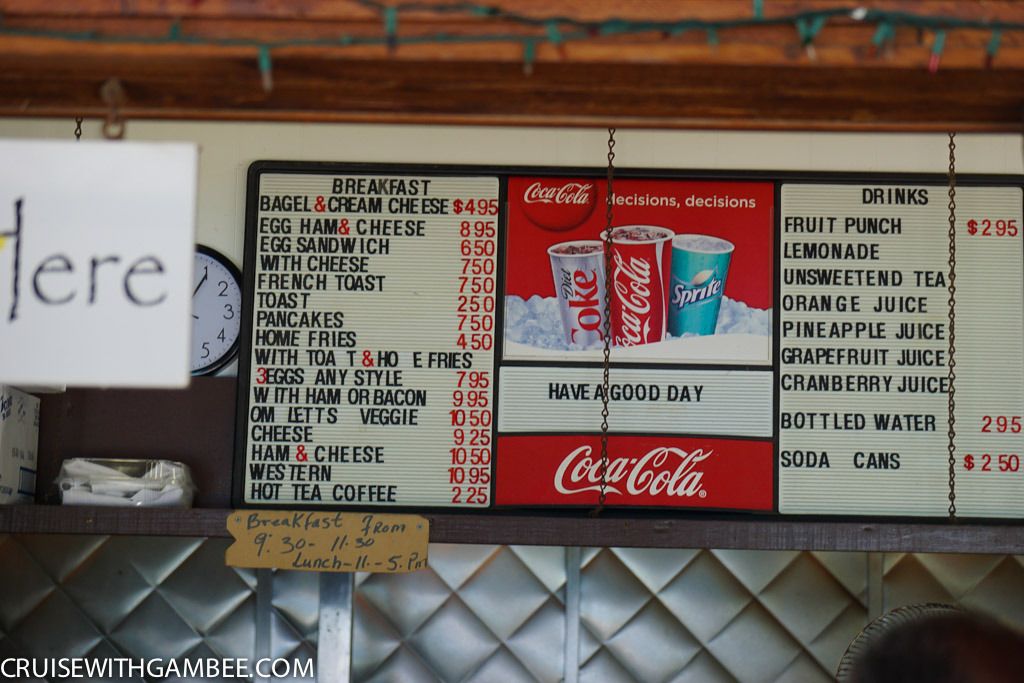 Here
1
2
3
4
5
BREAKFAST
BAGEL & CREAM CHEESE $4 95
EGG HAM & CHEESE 8 95
EGG SANDWICH 6 50
WITH CHEESE 7 50
FRENCH TOAST 7 50
TOAST 2 50
PANCAKES 7 50
HOME FRIES 4 50
WITH TOA T & HO E FRIES
3EGGS ANY STYLE 7.95
WITH HAM OR BACON 9.95
OM LETTS VEGGIE 10 50
CHEESE 9 25
HAM & CHEESE 10.50
WESTERN 10.95
HOT TEA COFFEE 2 25
Coca-Cola
decisions, decisions
Diet Coke
Coca-Cola
Sprite
HAVE A GOOD DAY
Coca-Cola®
DRINKS
FRUIT PUNCH $2 95
LEMONADE
UNSWEETEND TEA
ORANGE JUICE
PINEAPPLE JUICE
GRAPEFRUIT JUICE
CRANBERRY JUICE
BOTTLED WATER 2 95
SODA CANS $2 50
Breakfast From
9:30 - 11.30
Lunch - 11. - 5. Pm
CRUISEWITHGAMBEE.COM